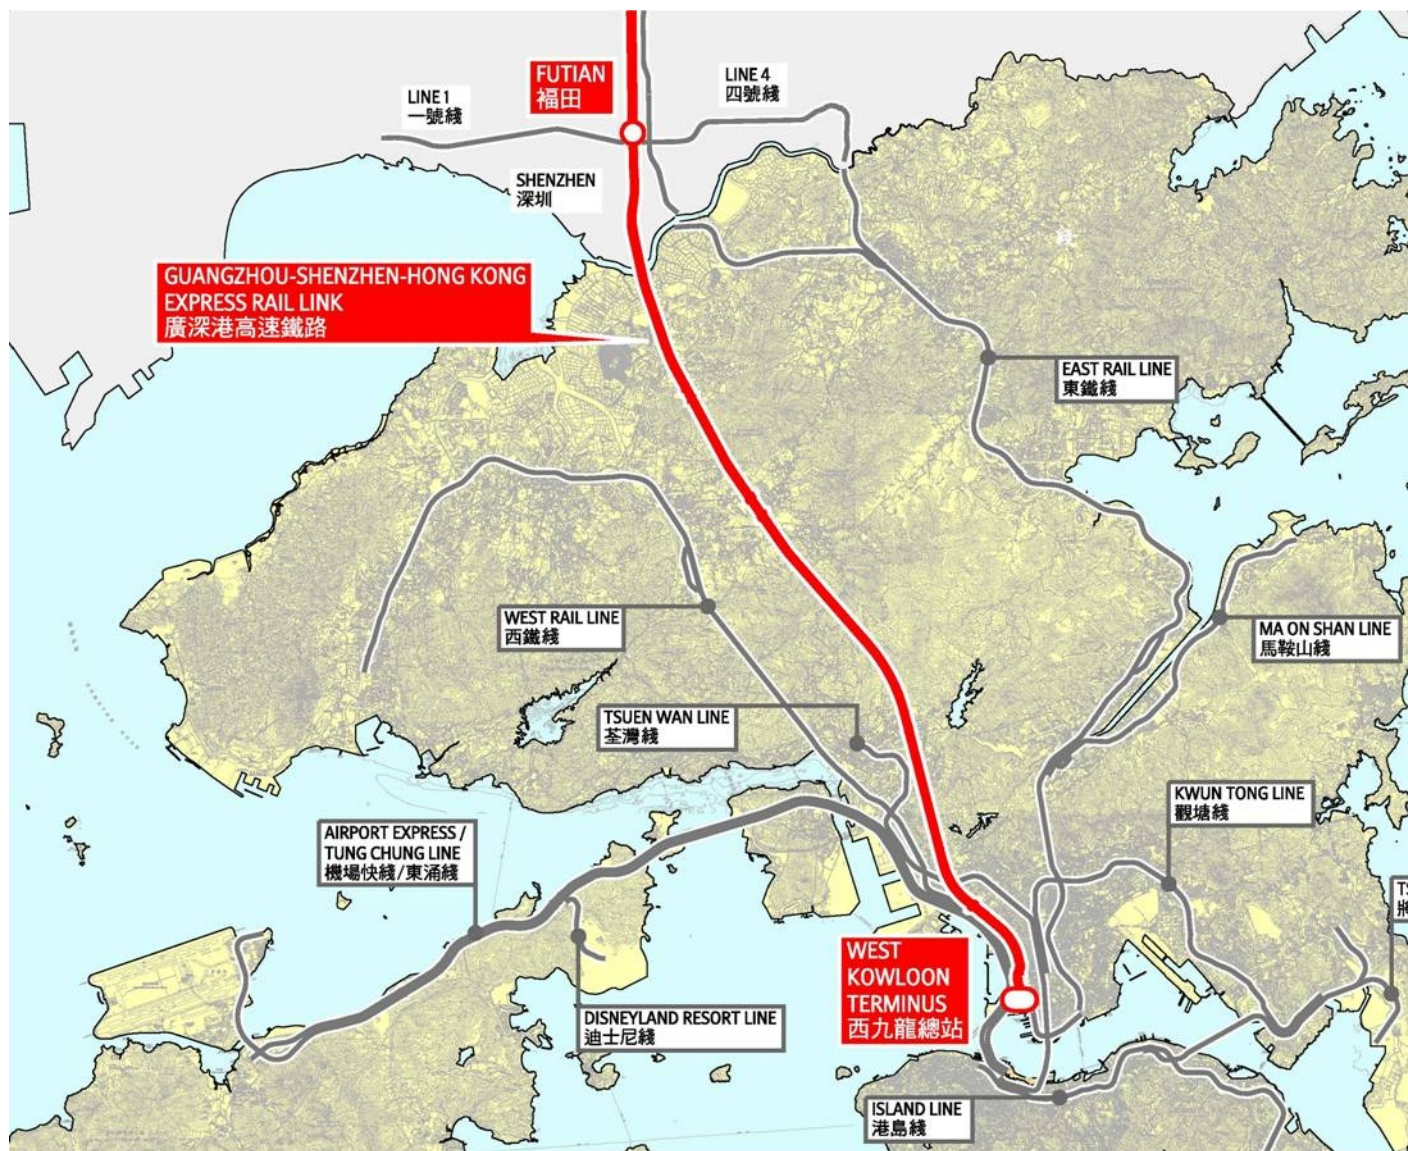 FUTIAN
福田
LINE 1
一號綫
LINE 4
四號綫
SHENZHEN
深圳
GUANGZHOU-SHENZHEN-HONG KONG
EXPRESS RAIL LINK
廣深港高速鐵路
EAST RAIL LINE
東鐵綫
WEST RAIL LINE
西鐵綫
MA ON SHAN LINE
馬鞍山綫
TSUEN WAN LINE
荃灣綫
KWUN TONG LINE
觀塘綫
AIRPORT EXPRESS /
TUNG CHUNG LINE
機場快綫/東涌綫
TS
將
WEST
KOWLOON
TERMINUS
西九龍總站
DISNEYLAND RESORT LINE
迪士尼綫
ISLAND LINE
港島綫